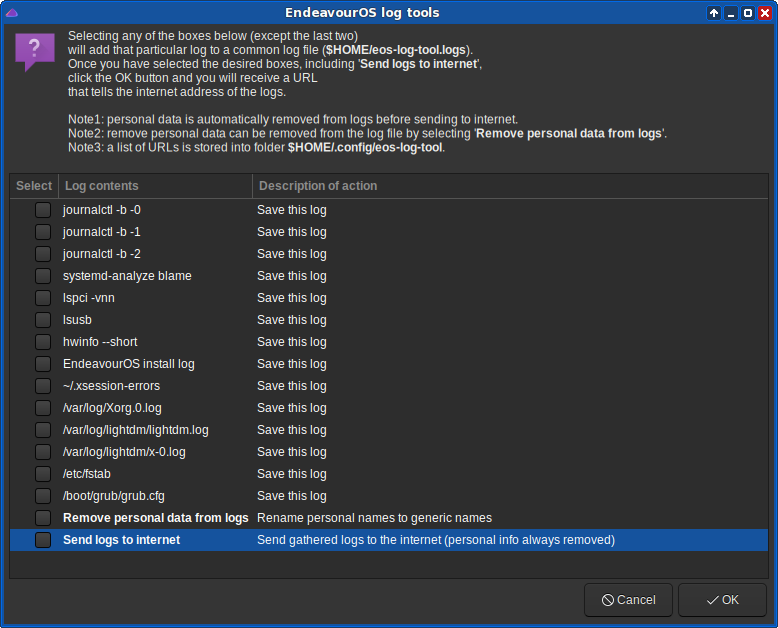 EndeavourOS log tools
?
Selecting any of the boxes below (except the last two)
will add that particular log to a common log file ($HOME/eos-log-tool.logs).
Once you have selected the desired boxes, including 'Send logs to internet',
click the OK button and you will receive a URL
that tells the internet address of the logs.
Note1: personal data is automatically removed from logs before sending to internet.
Note2: remove personal data can be removed from the log file by selecting 'Remove personal data from logs'.
Note3: a list of URLs is stored into folder $HOME/.config/eos-log-tool.
Select Log contents Description of action
journalctl -b -0 Save this log
journalctl -b -1 Save this log
journalctl -b -2 Save this log
systemd-analyze blame Save this log
lspci -vnn Save this log
lsusb Save this log
hwinfo --short Save this log
EndeavourOS install log Save this log
~/.xsession-errors Save this log
/var/log/Xorg.0.log Save this log
/var/log/lightdm/lightdm.log Save this log
/var/log/lightdm/x-0.log Save this log
/etc/fstab Save this log
/boot/grub/grub.cfg Save this log
Remove personal data from logs Rename personal names to generic names
Send logs to internet Send gathered logs to the internet (personal info always removed)
Cancel OK